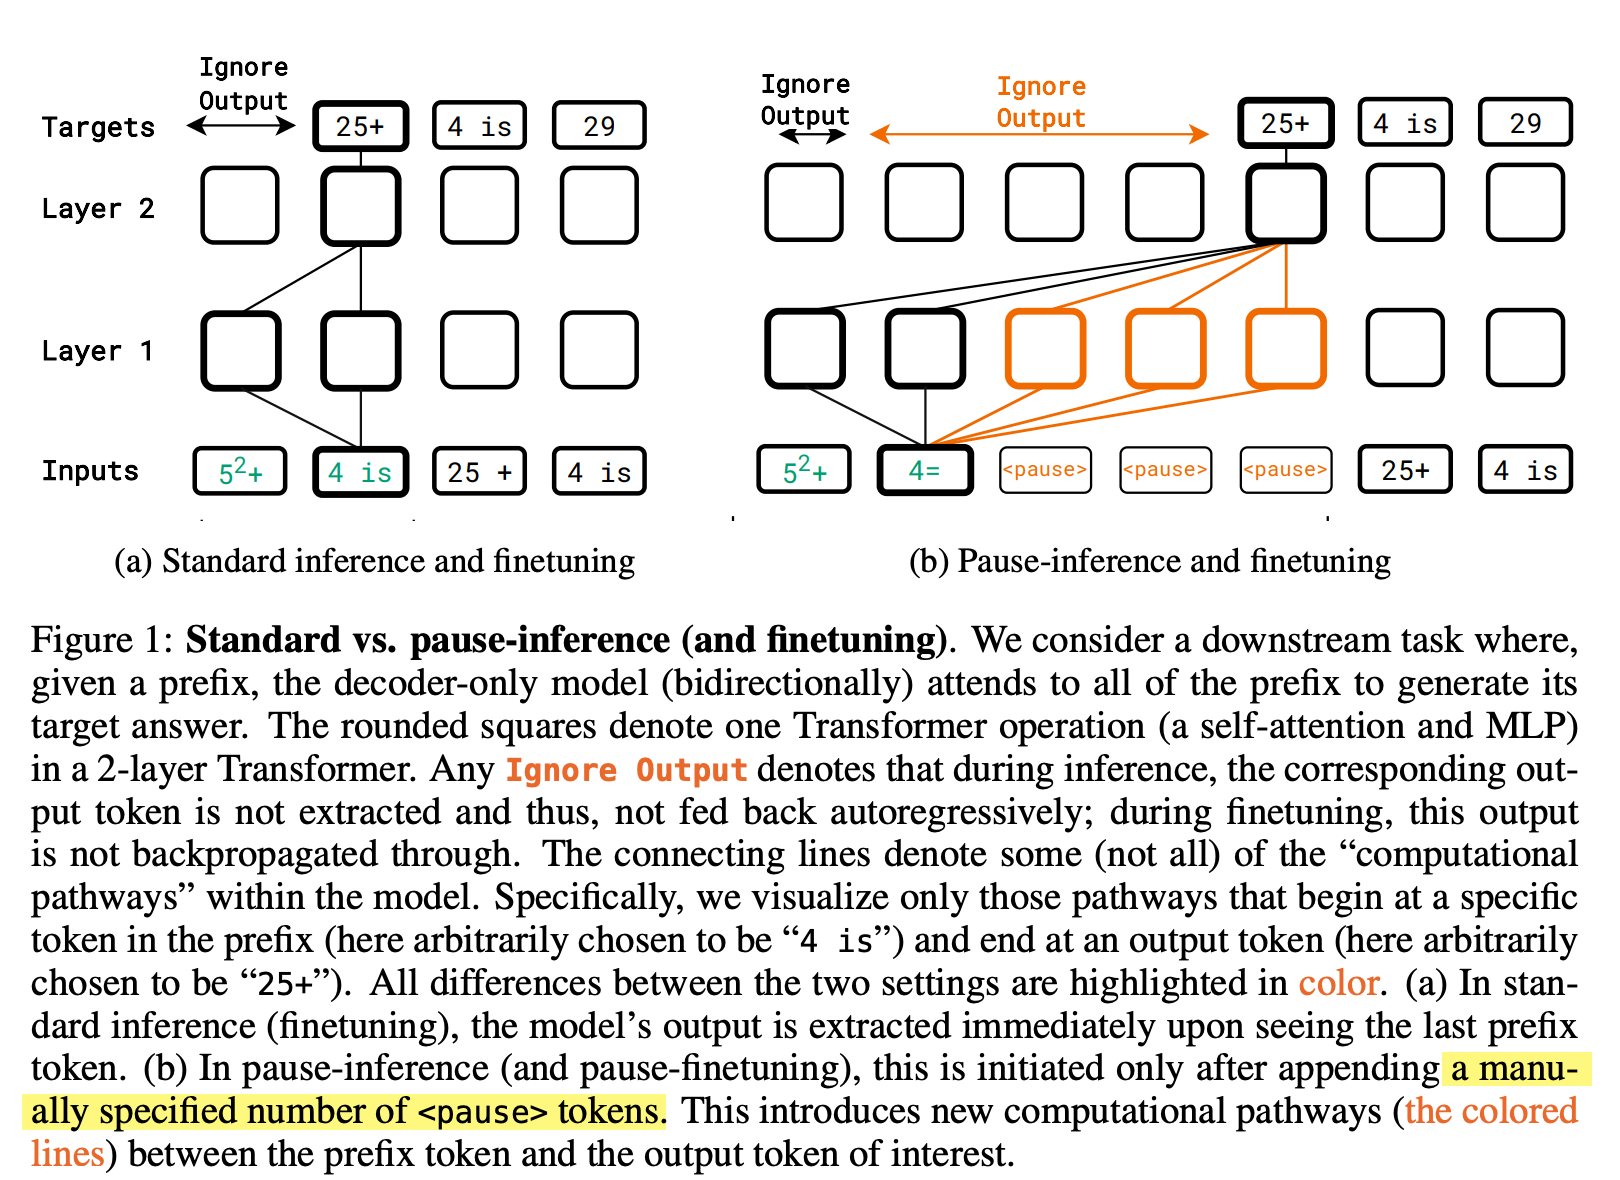 Ignore
Output
Targets
25+
4 is
29
Layer 2
Layer 1
Inputs
5²+
4 is
25 +
4 is
(a) Standard inference and finetuning
Ignore
Output
Ignore
Output
25+
4 is
29
5²+
4=
<pause>
<pause>
<pause>
25+
4 is
(b) Pause-inference and finetuning
Figure 1: Standard vs. pause-inference (and finetuning). We consider a downstream task where,
given a prefix, the decoder-only model (bidirectionally) attends to all of the prefix to generate its
target answer. The rounded squares denote one Transformer operation (a self-attention and MLP)
in a 2-layer Transformer. Any Ignore Output denotes that during inference, the corresponding out-
put token is not extracted and thus, not fed back autoregressively; during finetuning, this output
is not backpropagated through. The connecting lines denote some (not all) of the “computational
pathways” within the model. Specifically, we visualize only those pathways that begin at a specific
token in the prefix (here arbitrarily chosen to be “4 is”) and end at an output token (here arbitrarily
chosen to be “25+”). All differences between the two settings are highlighted in color. (a) In stan-
dard inference (finetuning), the model’s output is extracted immediately upon seeing the last prefix
token. (b) In pause-inference (and pause-finetuning), this is initiated only after appending a manu-
ally specified number of <pause> tokens. This introduces new computational pathways (the colored
lines) between the prefix token and the output token of interest.